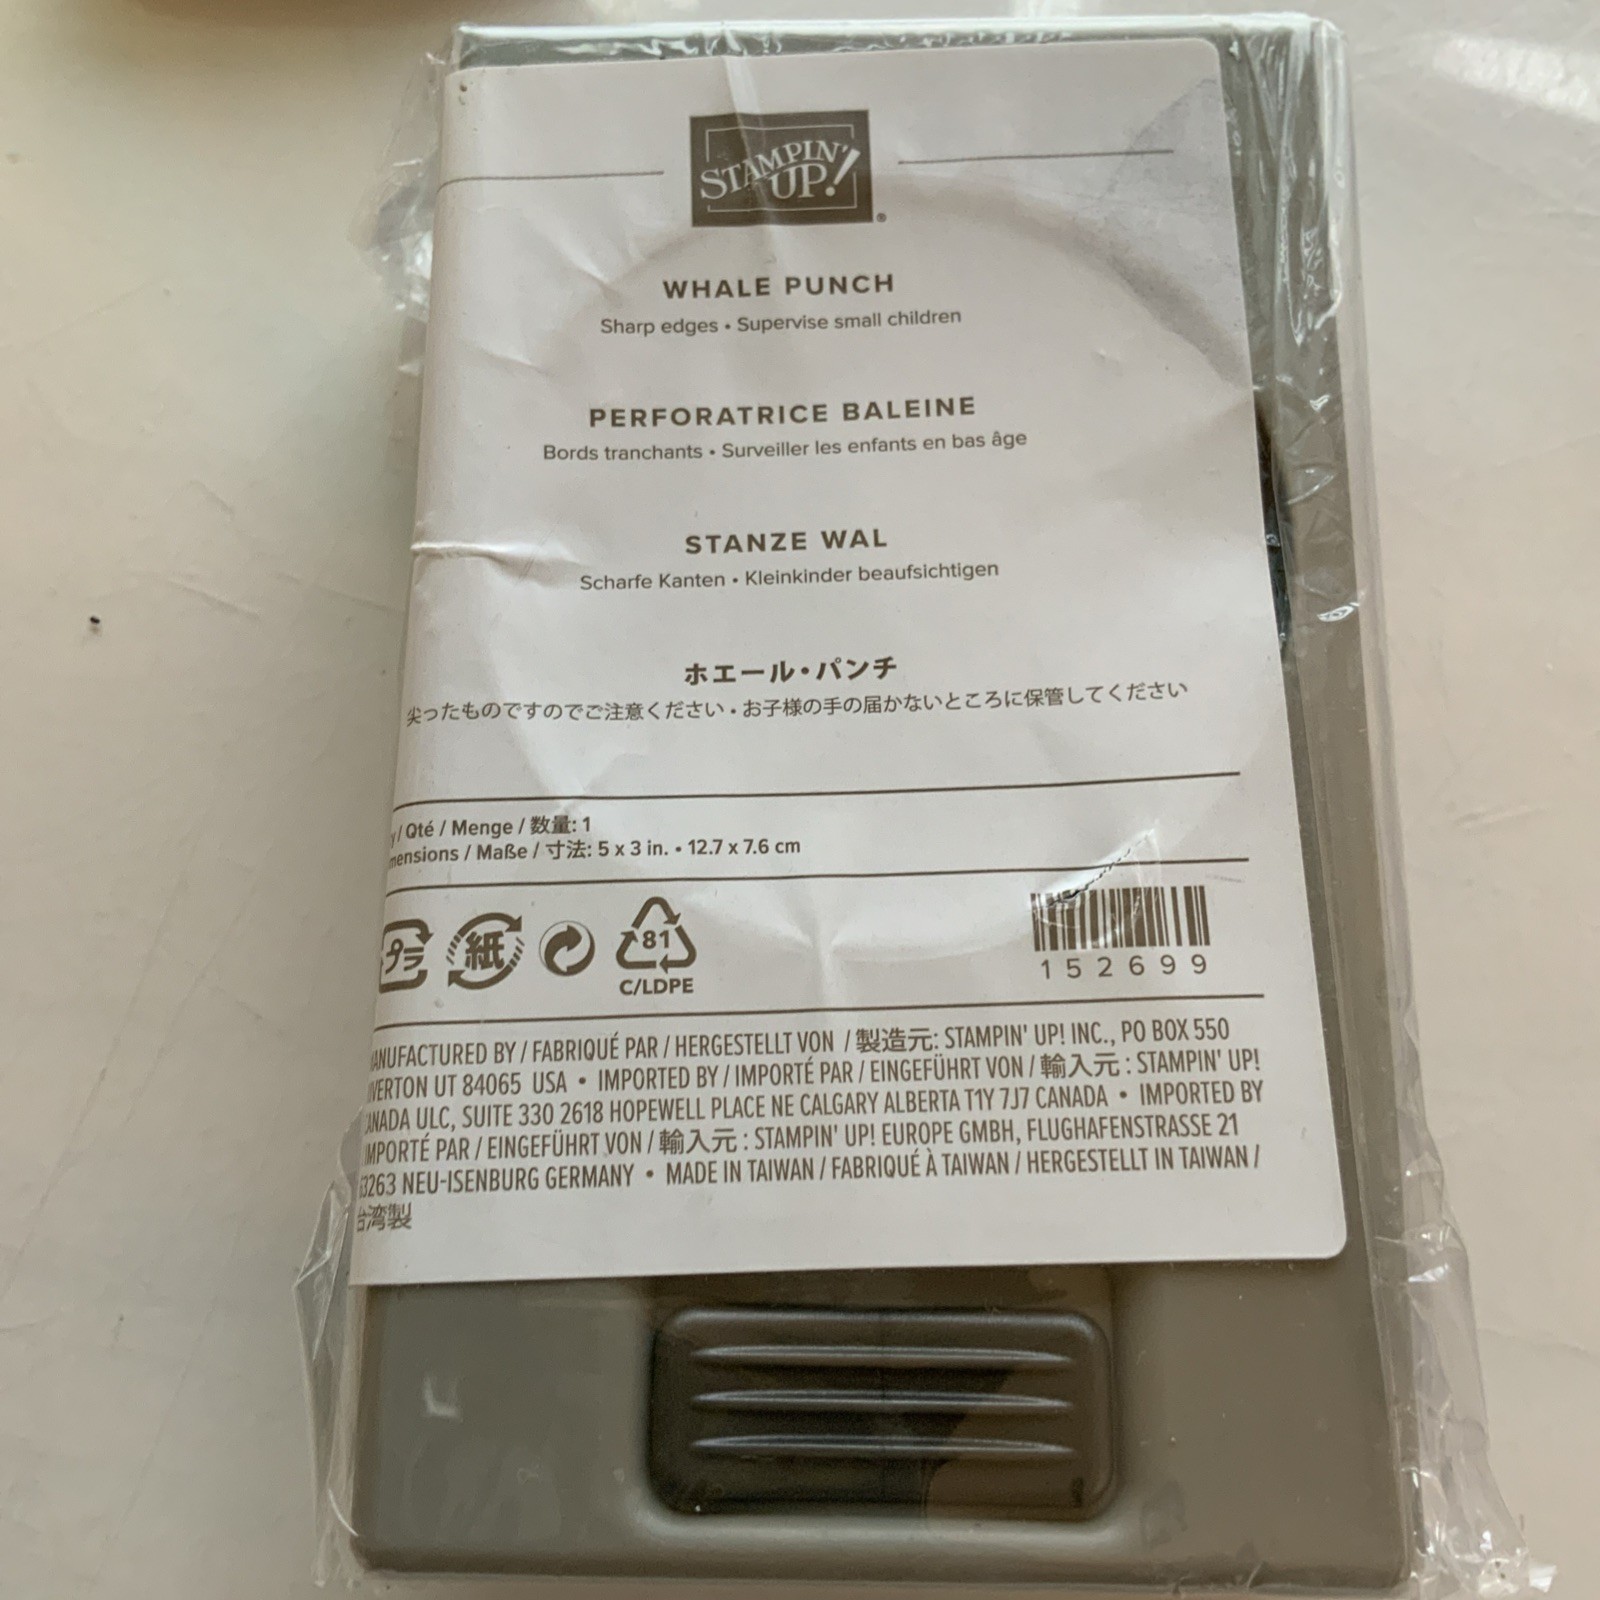 STAMPIN' UP!®
WHALE PUNCH
Sharp edges • Supervise small children
PERFORATRICE BALEINE
Bords tranchants • Surveiller les enfants en bas âge
STANZE WAL
Scharfe Kanten • Kleinkinder beaufsichtigen
ホエール・パンチ
尖ったものですのでご注意ください • お子様の手の届かないところに保管してください
y / Qté / Menge / 数量: 1
mensions / Maße / 寸法: 5 x 3 in. • 12.7 x 7.6 cm
プラ 紙 81
C/LDPE
152699
ANUFACTURED BY / FABRIQUÉ PAR / HERGESTELLT VON / 製造元: STAMPIN' UP! INC., PO BOX 550
IVERTON UT 84065 USA • IMPORTED BY / IMPORTÉ PAR / EINGEFÜHRT VON / 輸入元 : STAMPIN' UP!
ANADA ULC, SUITE 330 2618 HOPEWELL PLACE NE CALGARY ALBERTA T1Y 7J7 CANADA • IMPORTED BY
IMPORTÉ PAR / EINGEFÜHRT VON / 輸入元 : STAMPIN' UP! EUROPE GMBH, FLUGHAFENSTRASSE 21
63263 NEU-ISENBURG GERMANY • MADE IN TAIWAN / FABRIQUÉ À TAIWAN / HERGESTELLT IN TAIWAN /
台湾製